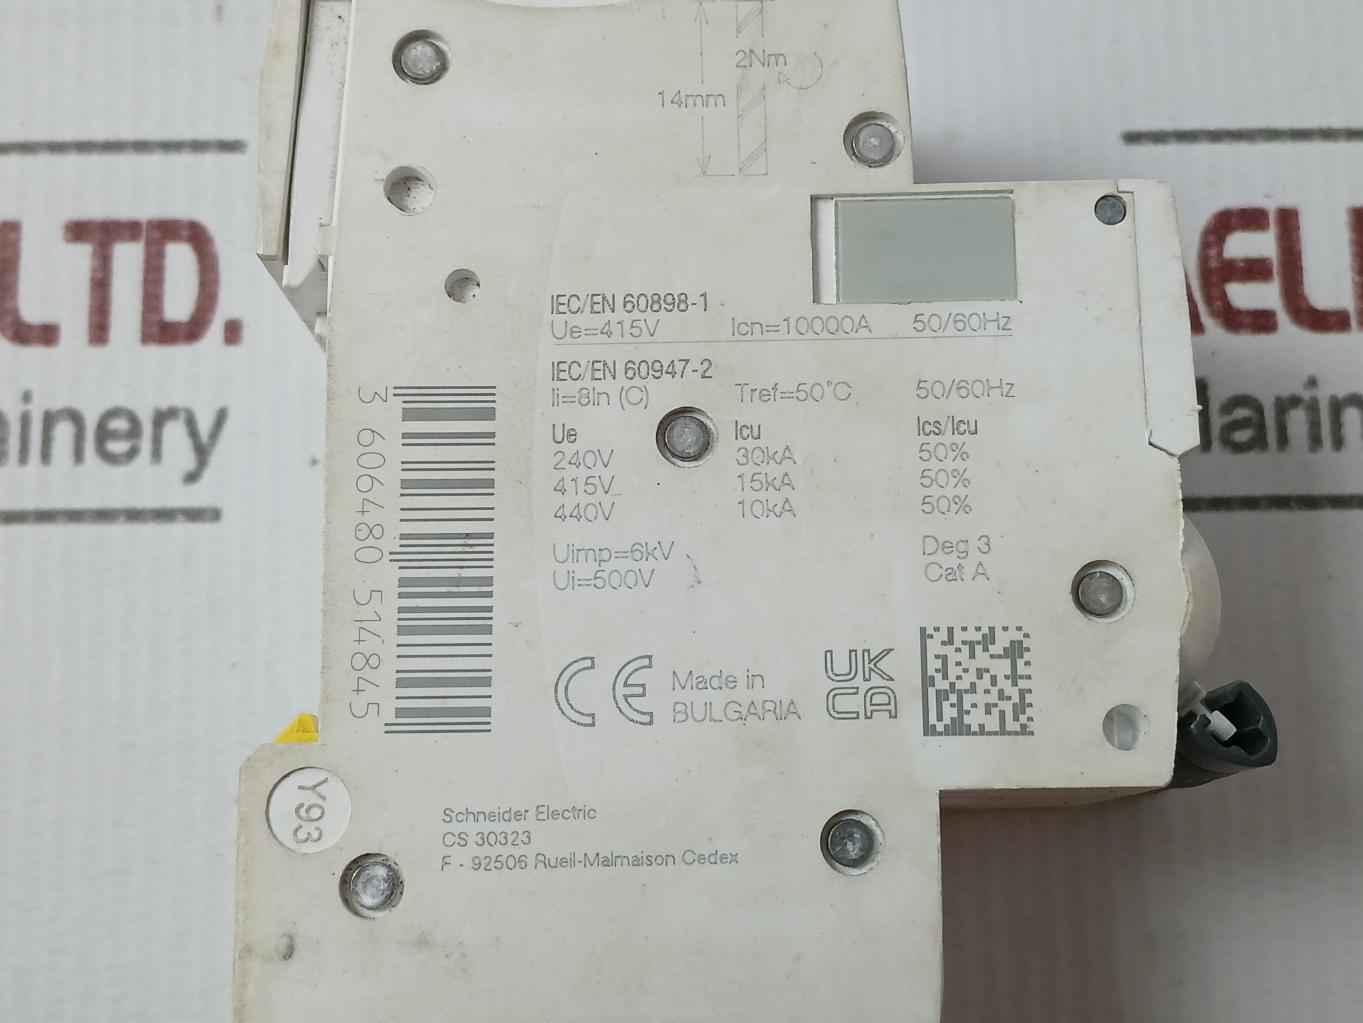 2Nm
14mm
IEC/EN 60898-1
Ue=415V Icn=10000A 50/60Hz
IEC/EN 60947-2
Ii=8In (C) Tref=50°C 50/60Hz
Ue Icu Ics/Icu
240V 30kA 50%
415V 15kA 50%
440V 10kA 50%
Uimp=6kV Deg 3
Ui=500V Cat A
3 606480 514845
CE Made in BULGARIA
UK CA
Y93
Schneider Electric
CS 30323
F - 92506 Rueil-Malmaison Cedex
LTD.